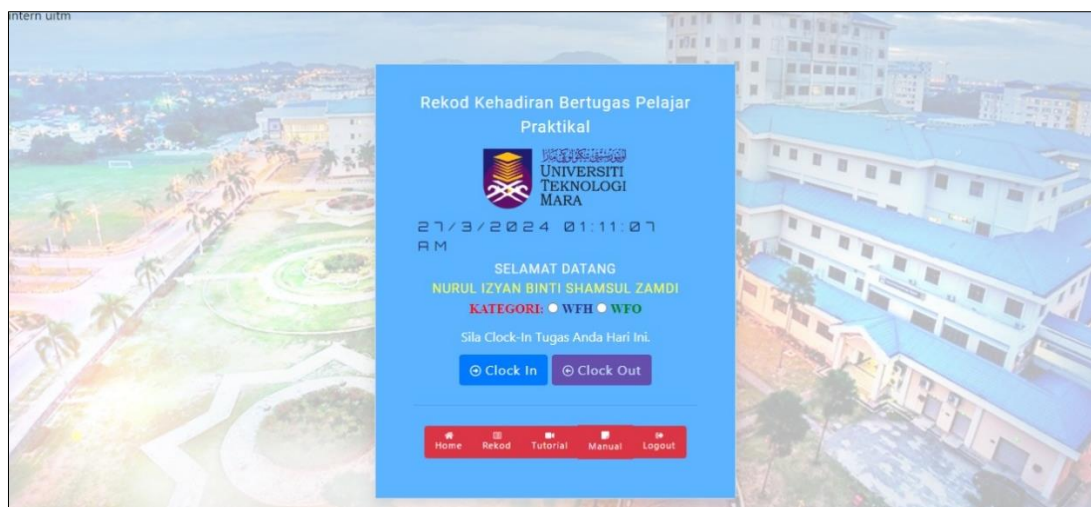 intern uitm
Rekod Kehadiran Bertugas Pelajar
Praktikal
UNIVERSITI
TEKNOLOGI
MARA
27/3/2024 01:11:07
AM
SELAMAT DATANG
NURUL IZYAN BINTI SHAMSUL ZAMDI
KATEGORI: WFH WFO
Sila Clock-In Tugas Anda Hari Ini.
Clock In Clock Out
Home Rekod Tutorial Manual Logout